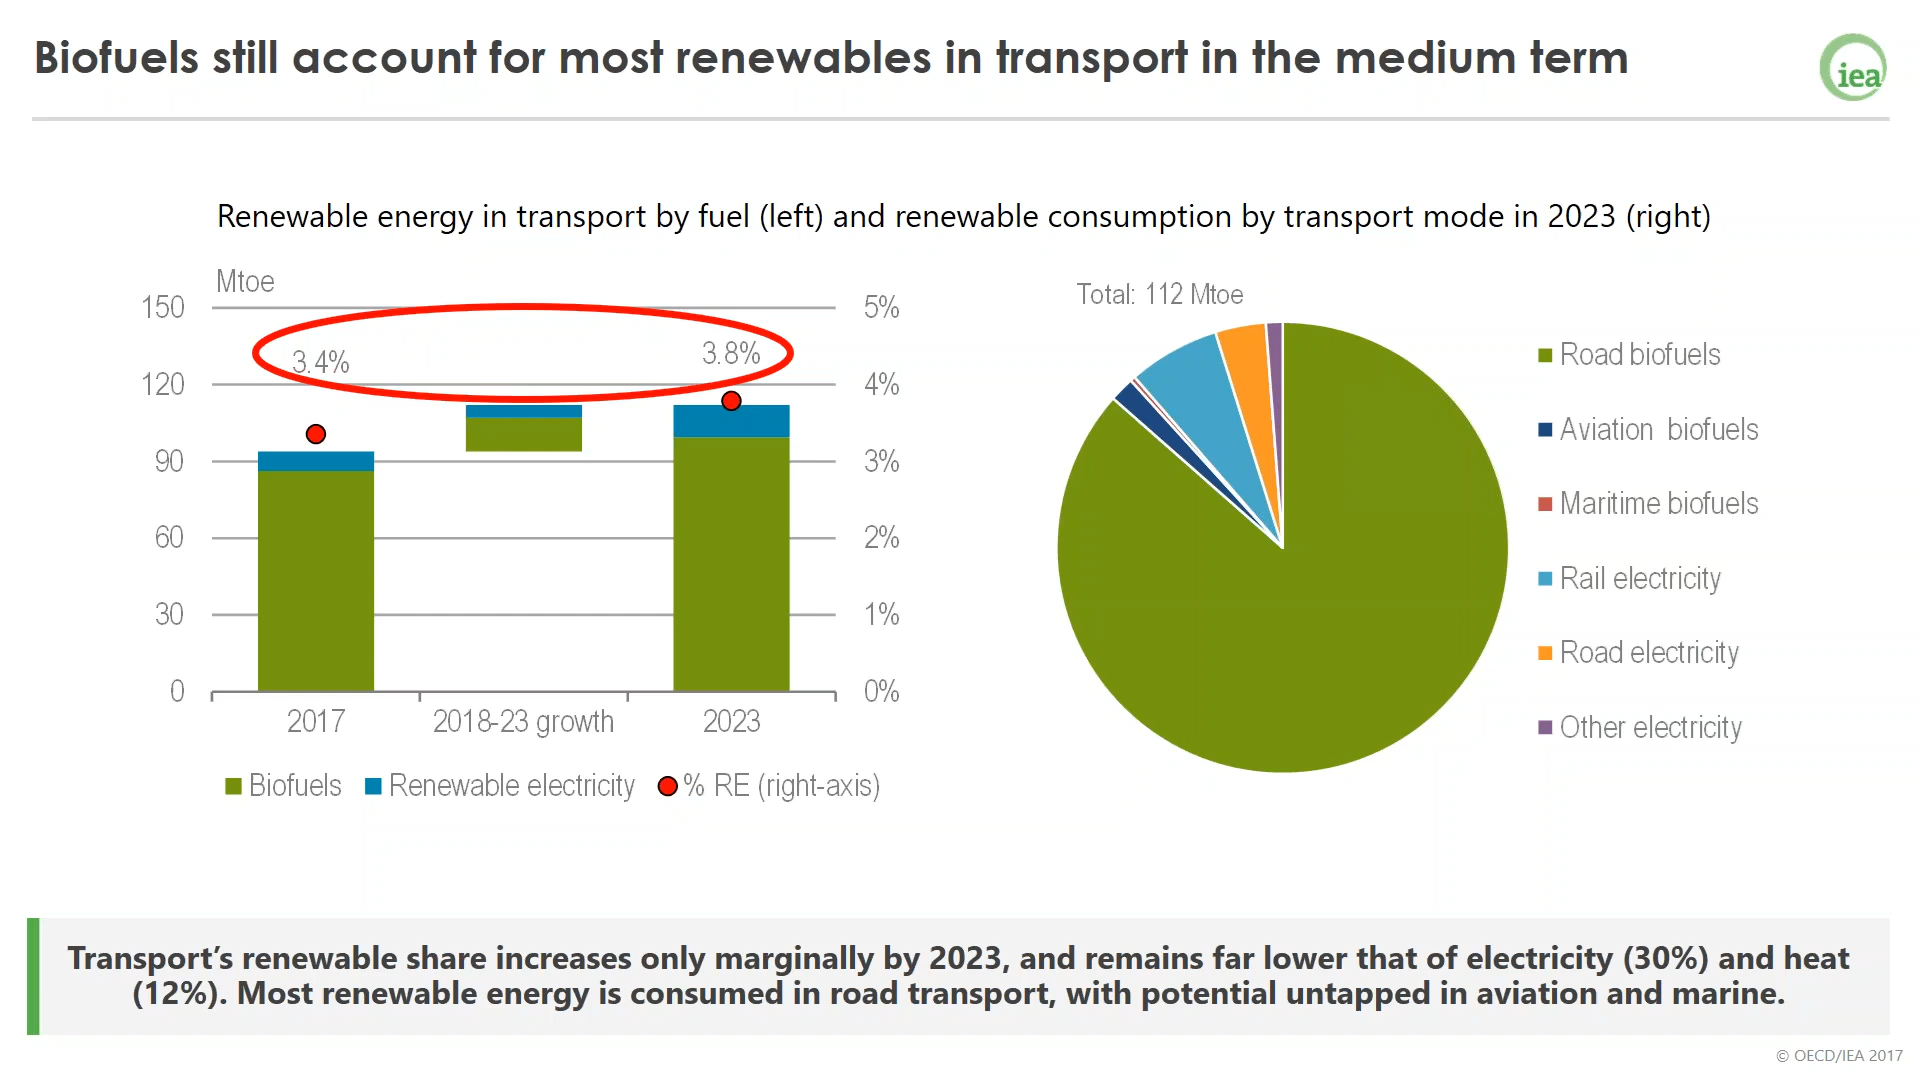 Biofuels still account for most renewables in transport in the medium term
iea
Renewable energy in transport by fuel (left) and renewable consumption by transport mode in 2023 (right)
Mtoe
150
120
90
60
30
0
3.4%
3.8%
5%
4%
3%
2%
1%
0%
2017
2018-23 growth
2023
Biofuels
Renewable electricity
% RE (right-axis)
Total: 112 Mtoe
Road biofuels
Aviation biofuels
Maritime biofuels
Rail electricity
Road electricity
Other electricity
Transport’s renewable share increases only marginally by 2023, and remains far lower that of electricity (30%) and heat
(12%). Most renewable energy is consumed in road transport, with potential untapped in aviation and marine.
© OECD/IEA 2017